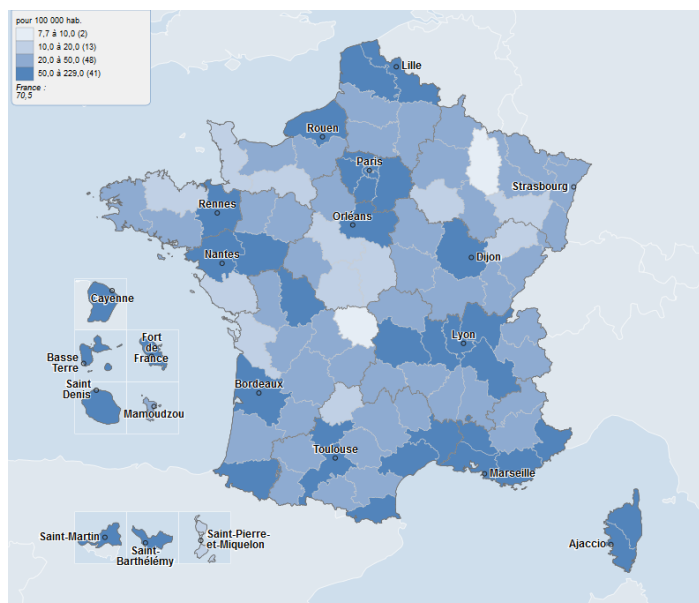 pour 100 000 hab.
7,7 à 10,0 (2)
10,0 à 20,0 (13)
20,0 à 50,0 (48)
50,0 à 229,0 (41)
France :
70,5
Lille
Rouen
Paris
Strasbourg
Rennes
Orléans
Dijon
Nantes
Cayenne
Lyon
Basse
Terre
Fort
de
France
Saint
Denis
Mamoudzou
Bordeaux
Toulouse
Marseille
Saint-Martin
Saint-
Barthélémy
Saint-Pierre-
et-Miquelon
Ajaccio